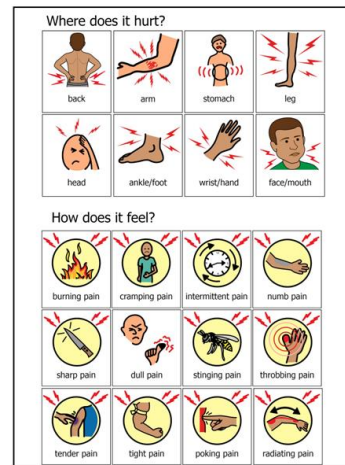 Where does it hurt?
back arm stomach leg
head ankle/foot wrist/hand face/mouth
How does it feel?
burning pain cramping pain intermittent pain numb pain
sharp pain dull pain stinging pain throbbing pain
tender pain tight pain poking pain radiating pain